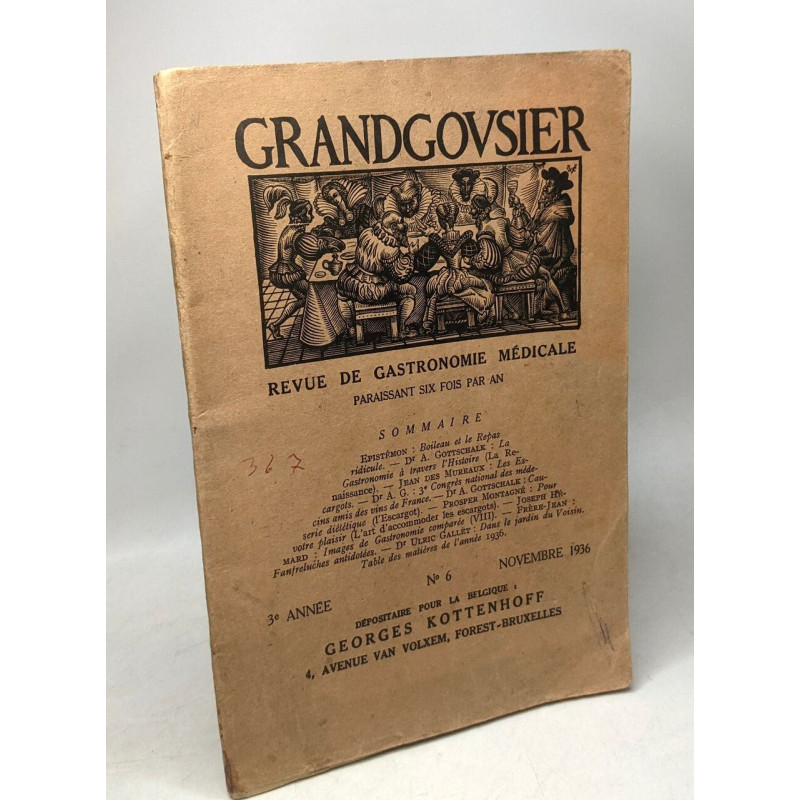 GRANDGOVSIER
REVUE DE GASTRONOMIE MÉDICALE
PARAISSANT SIX FOIS PAR AN
SOMMAIRE
EPISTÉMON : Boileau et le Repas
ridicule. — Dr A. GOTTSCHALK : La
Gastronomie à travers l'Histoire (La Re-
naissance). — JEAN DES MUREAUX : Les Es-
cargots. — Dr A. G. : 3e Congrès national des méde-
cins amis des vins de France. — Dr A. GOTTSCHALK : Cau-
serie diététique (l'Escargot). — PROSPER MONTAGNÉ : Pour
votre plaisir (L'art d'accommoder les escargots). — JOSEPH HÉ-
MARD : Images de Gastronomie comparée (VIII). — FRÈRE-JEAN :
Fanfreluches antidotées. — Dr ULRIC GALLET : Dans le jardin du Voisin.
Table des matières de l'année 1936.
367
3e ANNÉE No 6 NOVEMBRE 1936
DÉPOSITAIRE POUR LA BELGIQUE :
GEORGES KOTTENHOFF
4, AVENUE VAN VOLXEM, FOREST-BRUXELLES